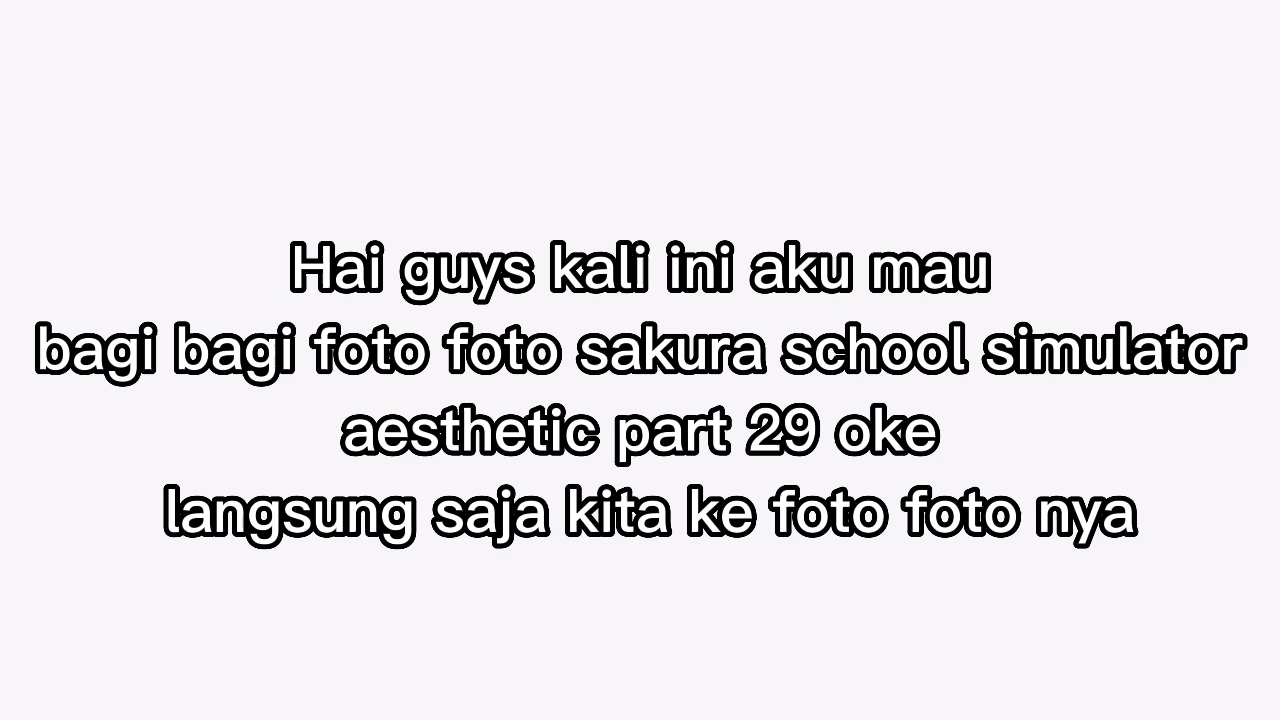 Hai guys kali ini aku mau
bagi bagi foto foto sakura school simulator
aesthetic part 29 oke
langsung saja kita ke foto foto nya